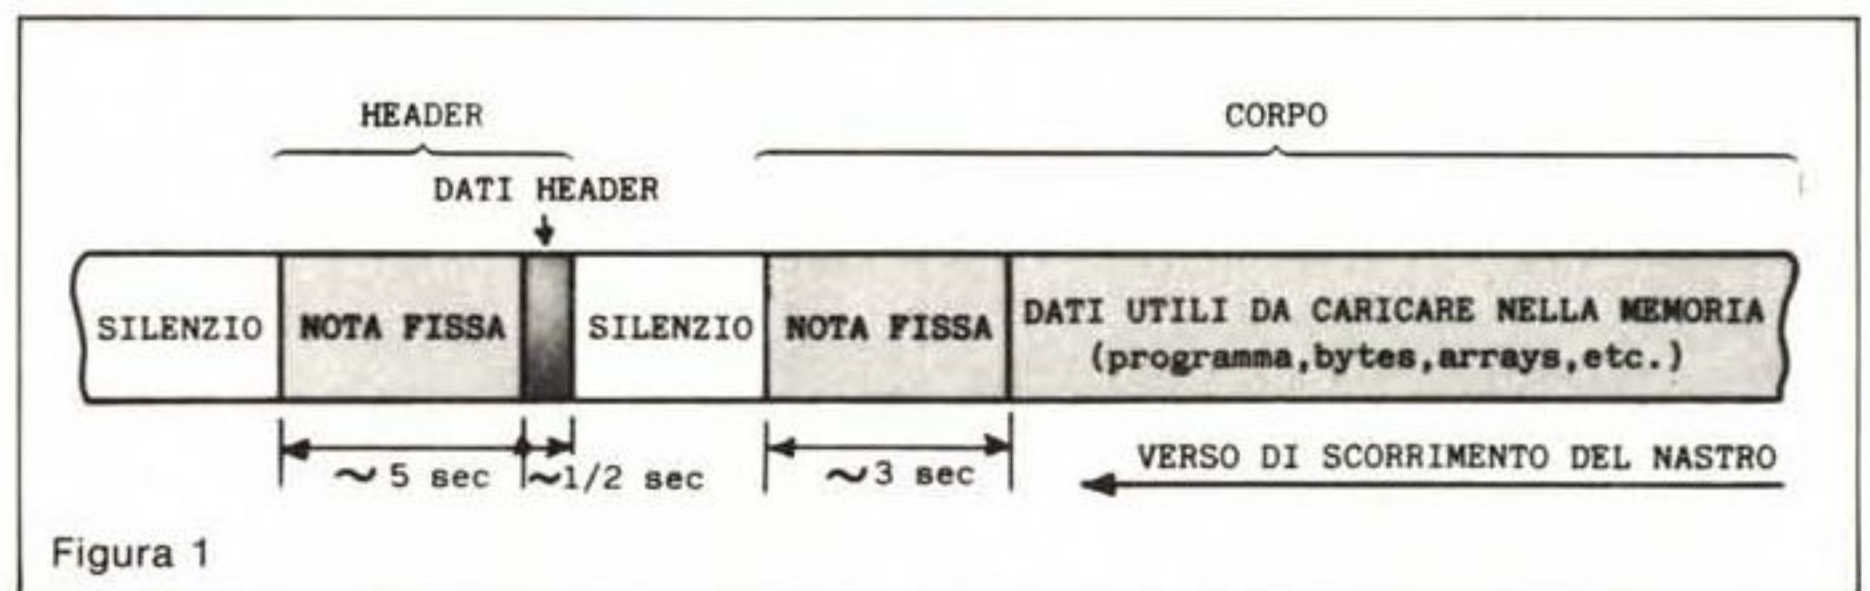 HEADER
CORPO
DATI HEADER
SILENZIO
NOTA FISSA
SILENZIO
NOTA FISSA
DATI UTILI DA CARICARE NELLA MEMORIA
(programma,bytes,arrays,etc.)
~ 5 sec
~1/2 sec
~3 sec
VERSO DI SCORRIMENTO DEL NASTRO
Figura 1